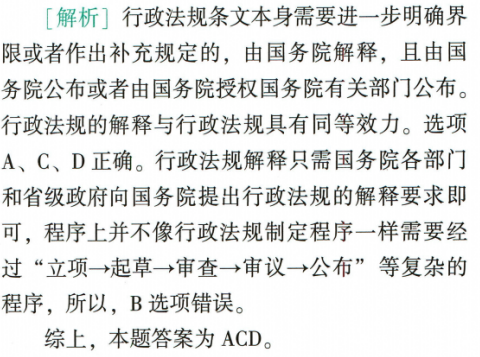 [解析] 行政法规条文本身需要进一步明确界
限或者作出补充规定的，由国务院解释，且由国
务院公布或者由国务院授权国务院有关部门公布。
行政法规的解释与行政法规具有同等效力。选项
A、C、D 正确。行政法规解释只需国务院各部门
和省级政府向国务院提出行政法规的解释要求即
可，程序上并不像行政法规制定程序一样需要经
过“立项→起草→审查→审议→公布”等复杂的
程序，所以，B 选项错误。
综上，本题答案为 ACD。